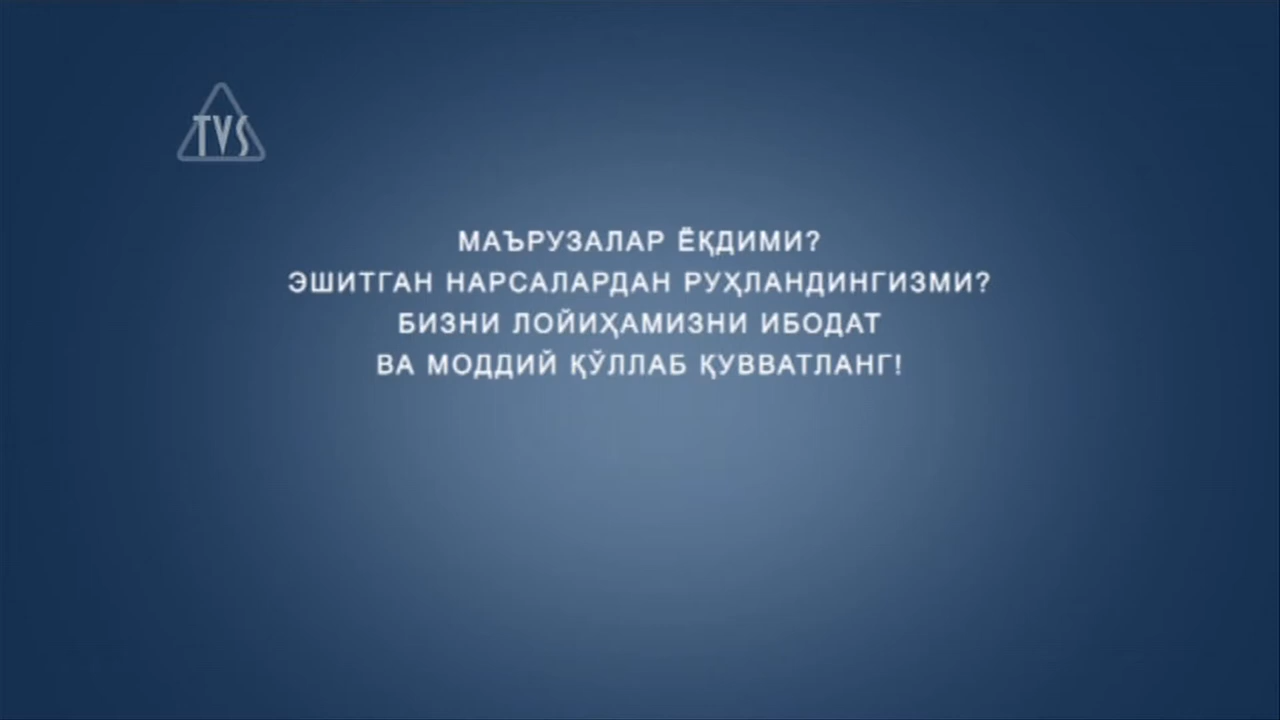 TVS
МАЪРУЗАЛАР ЁҚДИМИ?
ЭШИТГАН НАРСАЛАРДАН РУҲЛАНДИНГИЗМИ?
БИЗНИ ЛОЙИҲАМИЗНИ ИБОДАТ
ВА МОДДИЙ ҚЎЛЛАБ ҚУВВАТЛАНГ!